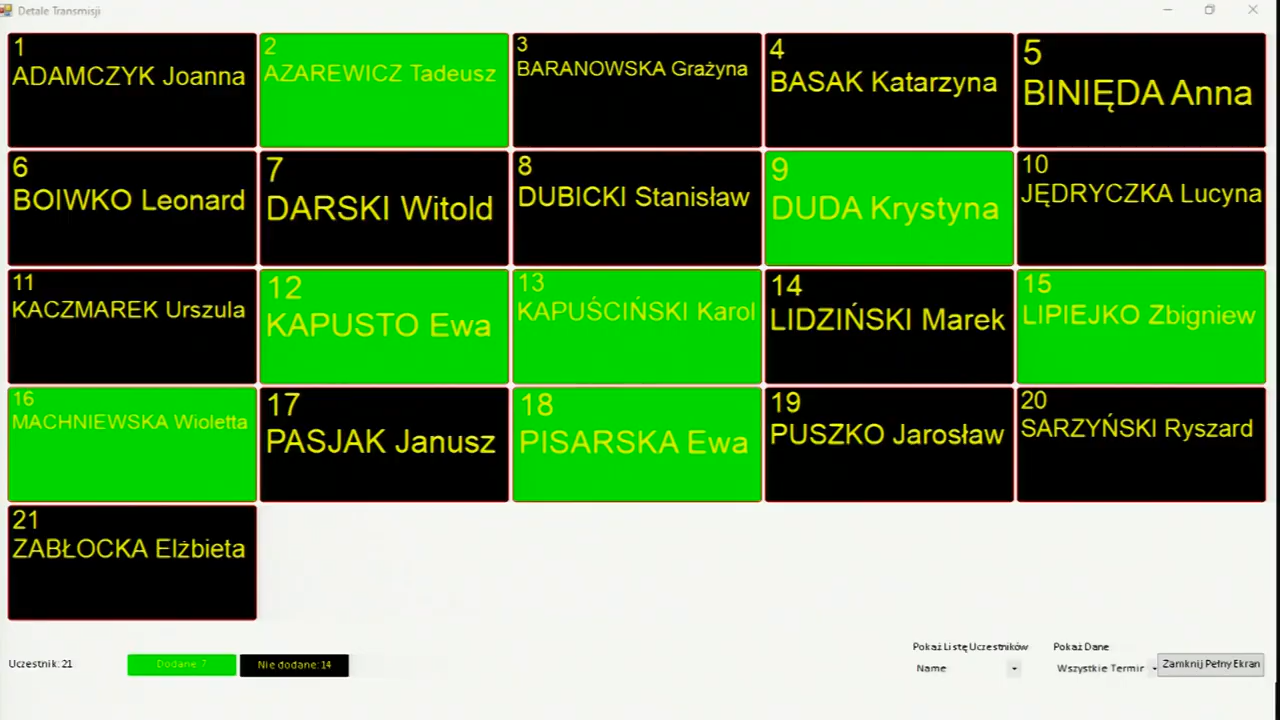 Detale Transmisji
1
ADAMCZYK Joanna
2
AZAREWICZ Tadeusz
3
BARANOWSKA Grażyna
4
BASAK Katarzyna
5
BINIĘDA Anna
6
BOIWKO Leonard
7
DARSKI Witold
8
DUBICKI Stanisław
9
DUDA Krystyna
10
JĘDRYCZKA Lucyna
11
KACZMAREK Urszula
12
KAPUSTO Ewa
13
KAPUŚCIŃSKI Karol
14
LIDZIŃSKI Marek
15
LIPIEJKO Zbigniew
16
MACHNIEWSKA Wioletta
17
PASJAK Janusz
18
PISARSKA Ewa
19
PUSZKO Jarosław
20
SARZYŃSKI Ryszard
21
ZABŁOCKA Elżbieta
Uczestnik: 21
Dodane: 7
Nie dodane: 14
Pokaż Listę Uczestników
Name
Pokaż Dane
Wszystkie Termir
Zamknij Pełny Ekran